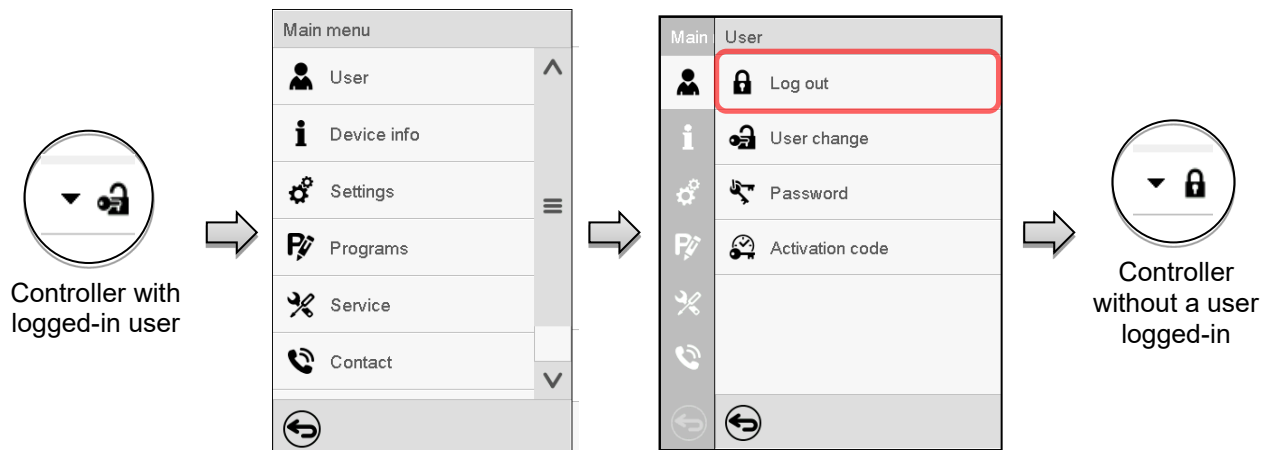 Controller with
logged-in user
Main menu
User
Device info
Settings
Programs
Service
Contact
Main
User
Log out
User change
Password
Activation code
Controller
without a user
logged-in